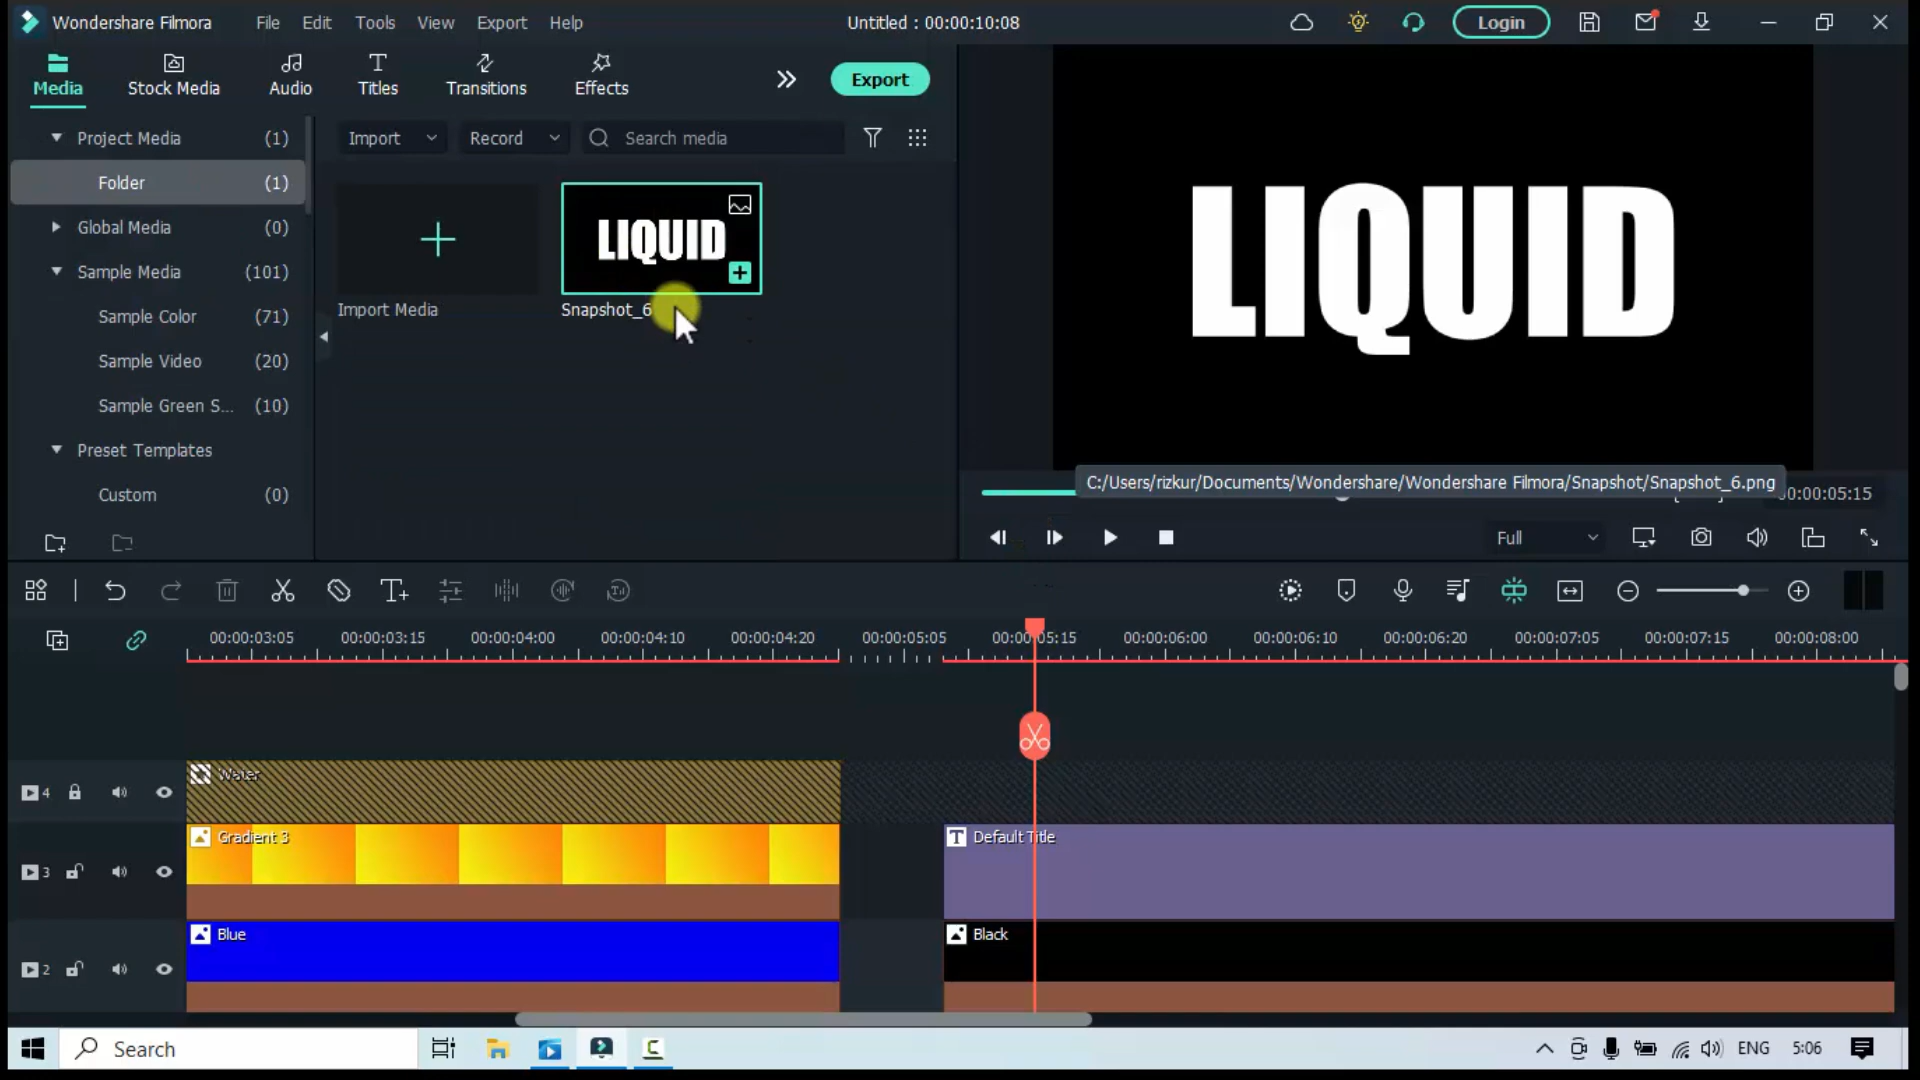 Wondershare Filmora File Edit Tools View Export Help Untitled : 00:00:10:08 Login
Media Stock Media Audio Titles Transitions Effects Export
Project Media (1)
Folder (1)
Global Media (0)
Sample Media (101)
Sample Color (71)
Sample Video (20)
Sample Green S... (10)
Preset Templates
Custom (0)
Import Record Search media
LIQUID
Import Media Snapshot_6
LIQUID
C:/Users/rizkur/Documents/Wondershare/Wondershare Filmora/Snapshot/Snapshot_6.png
00:00:05:15
Full
00:00:03:05 00:00:03:15 00:00:04:00 00:00:04:10 00:00:04:20 00:00:05:05 00:00:05:15 00:00:06:00 00:00:06:10 00:00:06:20 00:00:07:05 00:00:07:15 00:00:08:00
4 Water
3 Gradient 3 Default Title
2 Blue Black
Search ENG 5:06